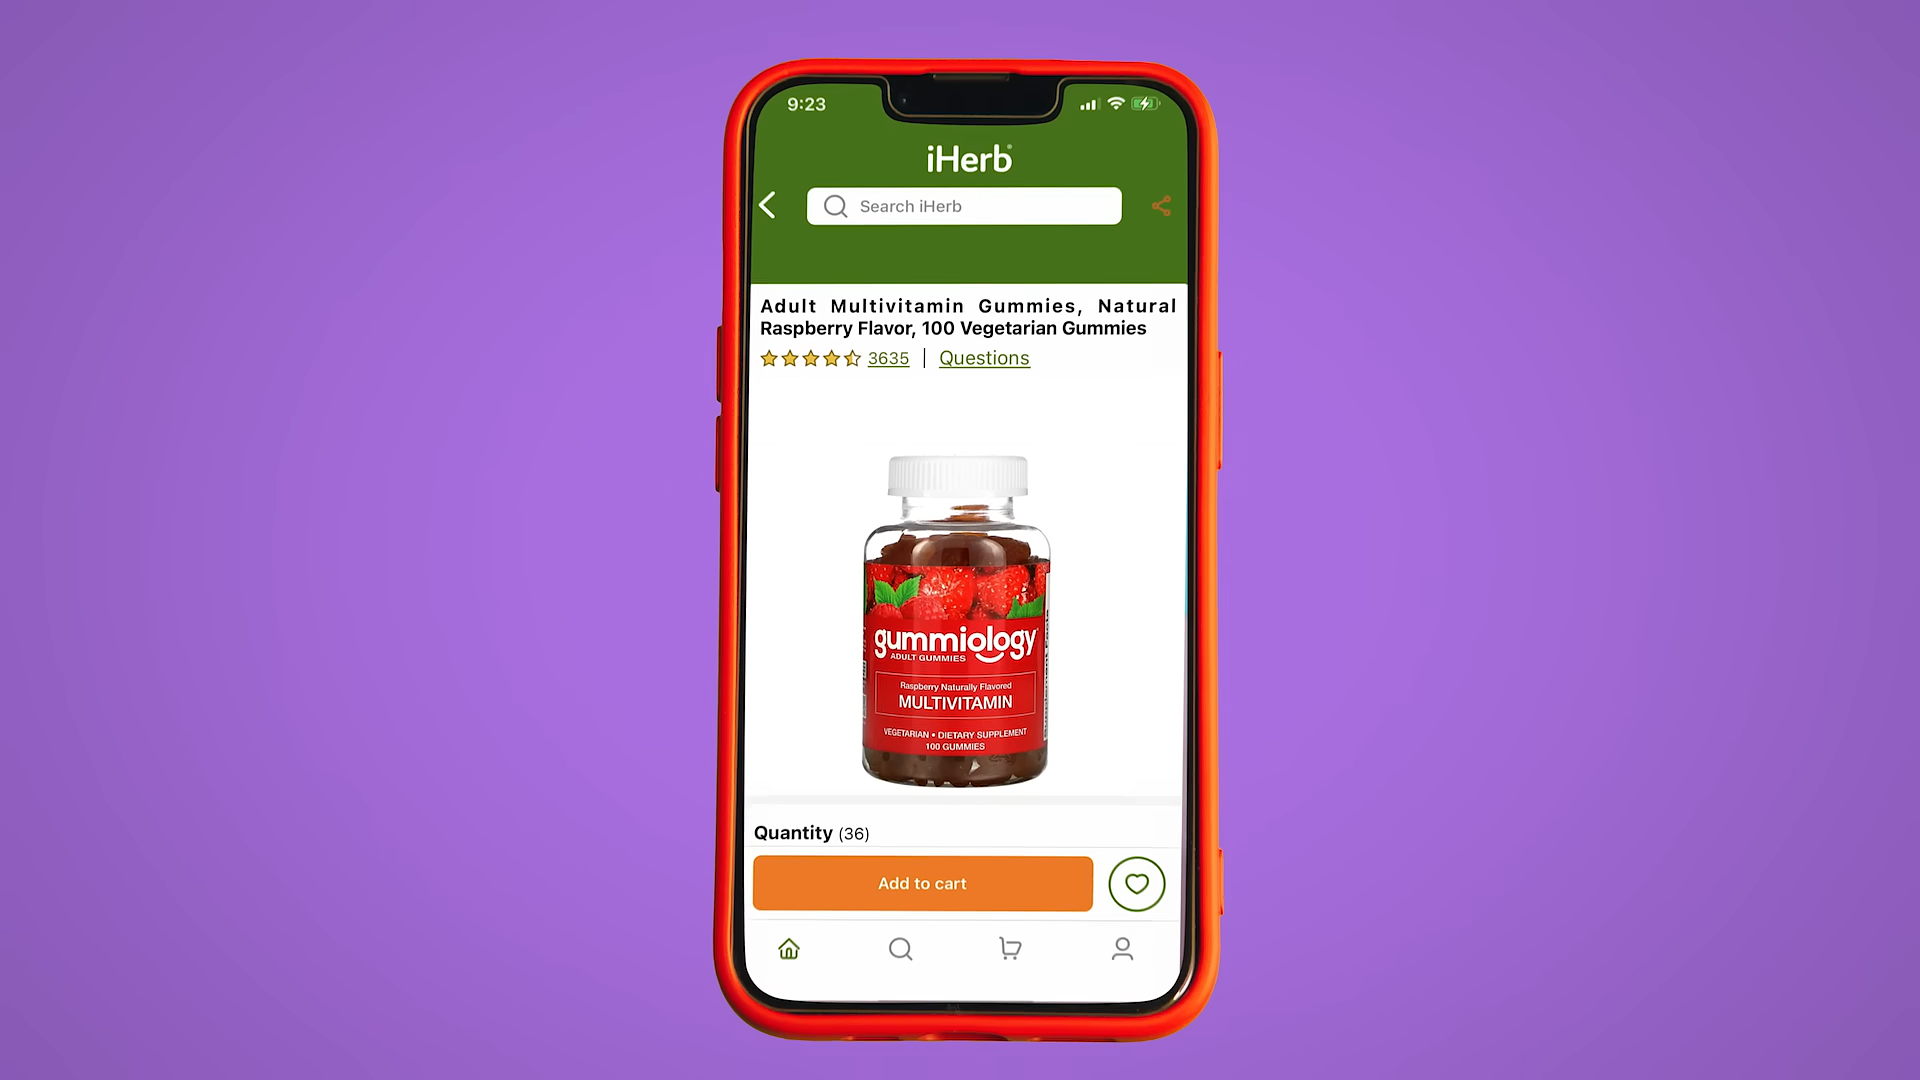 9:23
iHerb
Search iHerb
Adult Multivitamin Gummies, Natural
Raspberry Flavor, 100 Vegetarian Gummies
3635 | Questions
gummiology
ADULT GUMMIES
Raspberry Naturally Flavored
MULTIVITAMIN
VEGETARIAN • DIETARY SUPPLEMENT
100 GUMMIES
Quantity (36)
Add to cart